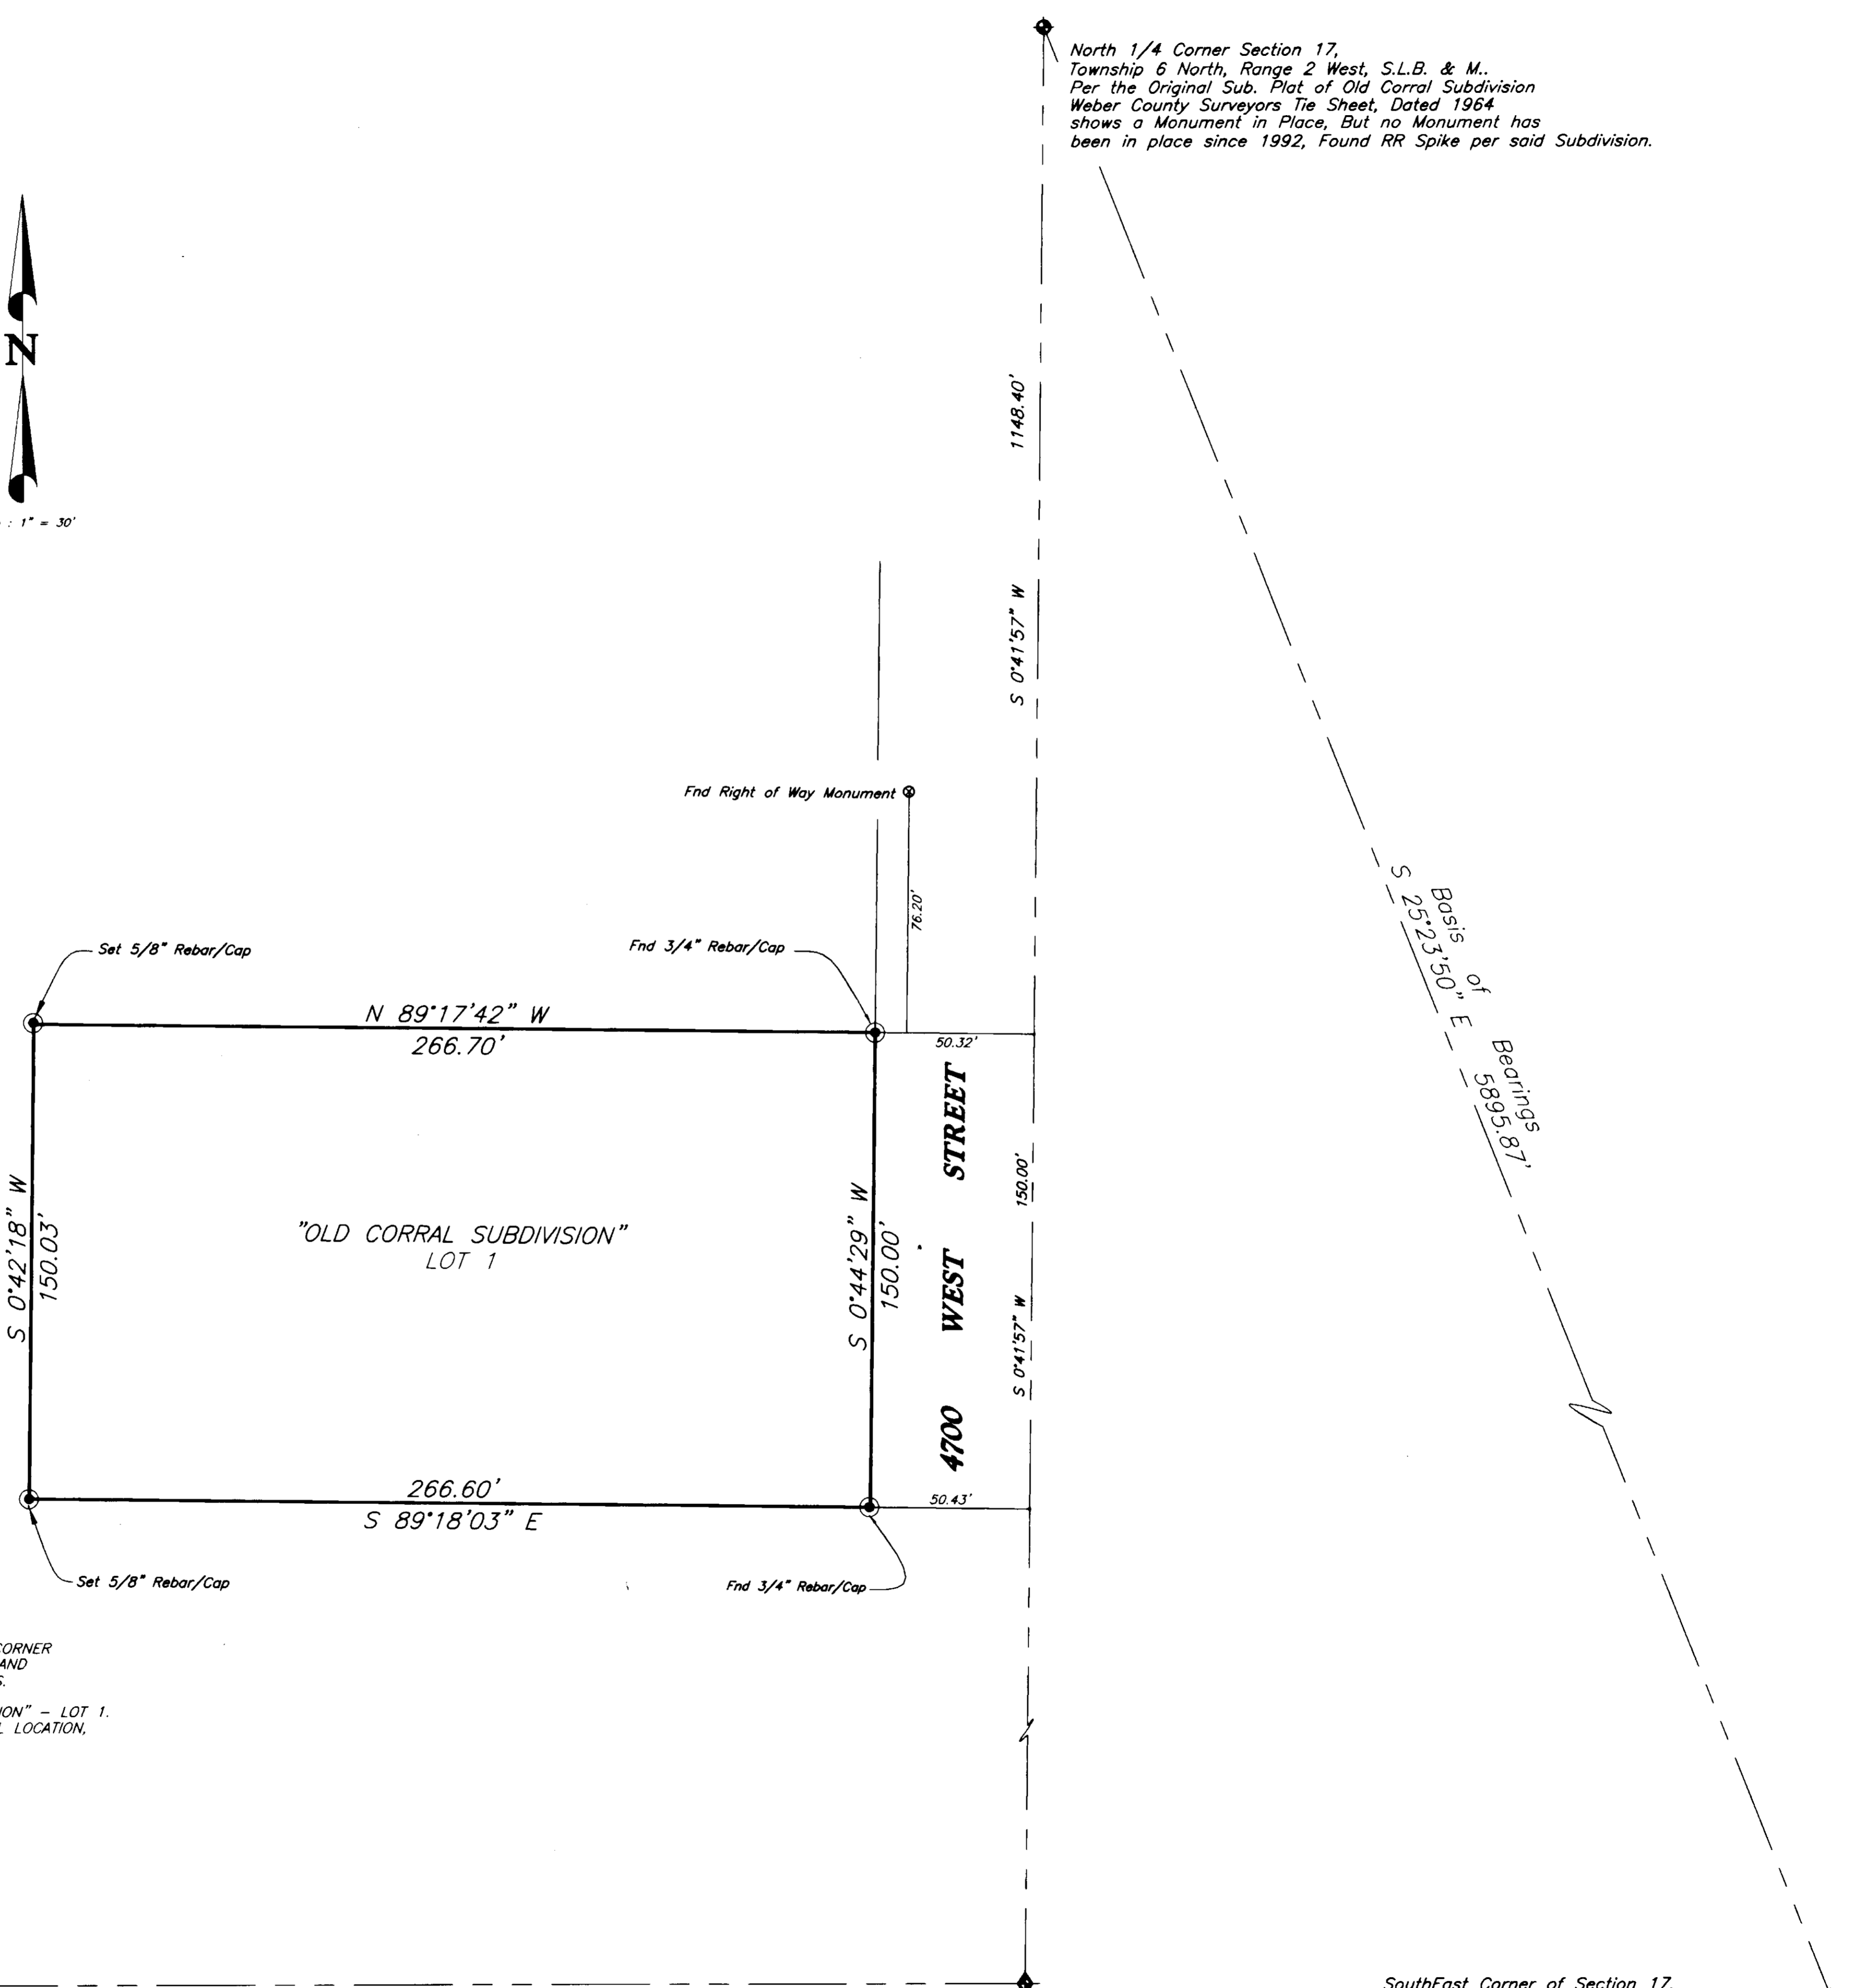 North 1/4 Corner Section 17,
Township 6 North, Range 2 West, S.L.B. & M..
Per the Original Sub. Plat of Old Corral Subdivision
Weber County Surveyors Tie Sheet, Dated 1964
shows a Monument in Place, But no Monument has
been in place since 1992, Found RR Spike per said Subdivision.
N
: 1" = 30'
1148.40'
S 0°41'57" W
Fnd Right of Way Monument
76.20'
Set 5/8" Rebar/Cap
Fnd 3/4" Rebar/Cap
N 89°17'42" W
266.70'
50.32'
Basis of Bearings
S 25°23'50" E 5895.87'
S 0°42'18" W
150.03'
"OLD CORRAL SUBDIVISION"
LOT 1
S 0°44'29" W
150.00'
4700 WEST STREET
S 0°41'57" W 150.00'
266.60'
S 89°18'03" E
50.43'
Set 5/8" Rebar/Cap
Fnd 3/4" Rebar/Cap
CORNER
AND
S.
ION" – LOT 1.
L LOCATION,
SouthEast Corner of Section 17,